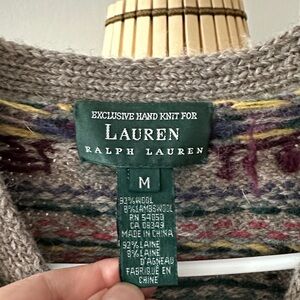 EXCLUSIVE HAND KNIT FOR
LAUREN
RALPH LAUREN
M
92%WOOL
8%LAMBSWOOL
RN 54050
CA 08349
MADE IN CHINA
92%LAINE
8%LAINE
D'AGNEAU
FABRIQUÉ EN
CHINE